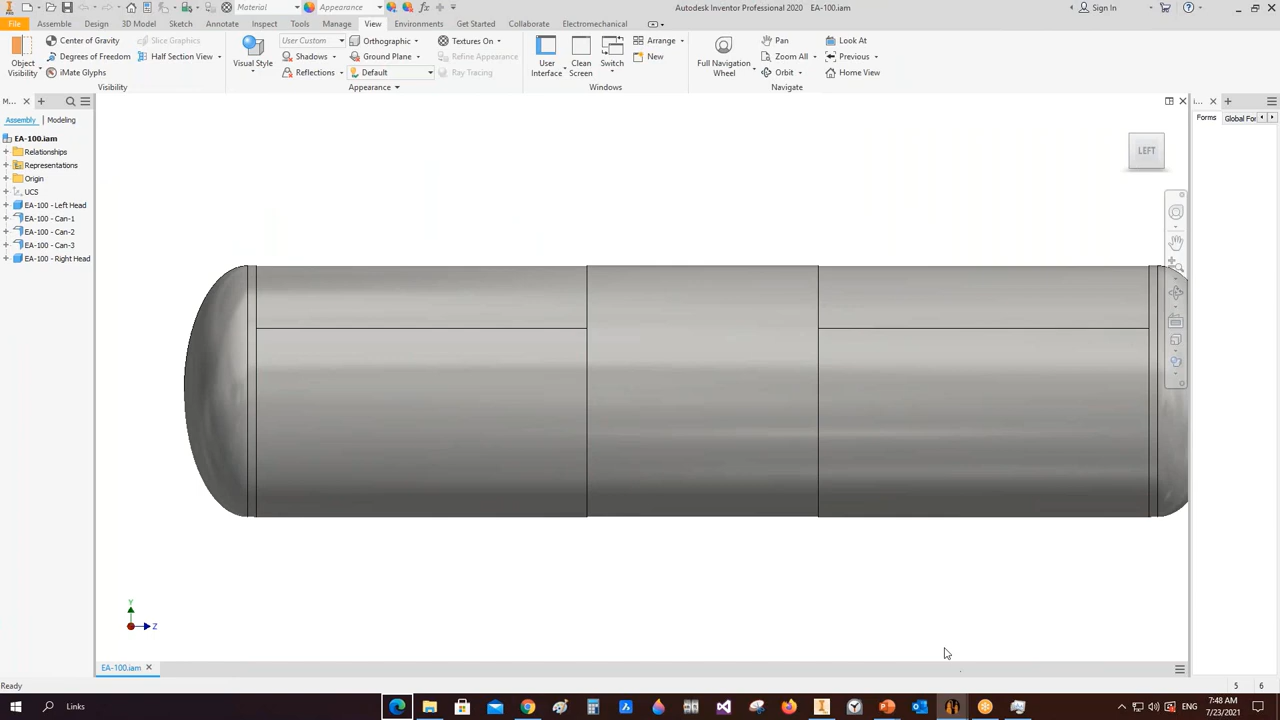 Material
Appearance
Autodesk Inventor Professional 2020 EA-100.iam
Sign In
File Assembly Design 3D Model Sketch Annotate Inspect Tools Manage View Environments Get Started Collaborate Electromechanical
Object Visibility
Center of Gravity
Degrees of Freedom
iMate Glyphs
Slice Graphics
Half Section View
Visibility
Visual Style
User Custom
Shadows
Reflections
Orthographic
Ground Plane
Default
Textures On
Refine Appearance
Ray Tracing
Appearance
User Interface
Clean Screen
Switch
Arrange
New
Windows
Full Navigation Wheel
Pan
Zoom All
Orbit
Look At
Previous
Home View
Navigate
M...
Assembly Modeling
EA-100.iam
Relationships
Representations
Origin
UCS
EA-100 - Left Head
EA-100 - Can-1
EA-100 - Can-2
EA-100 - Can-3
EA-100 - Right Head
i...
Forms Global Fo
LEFT
Y
Z
EA-100.iam
Ready
5 6
Links
7:48 AM
7/23/2021